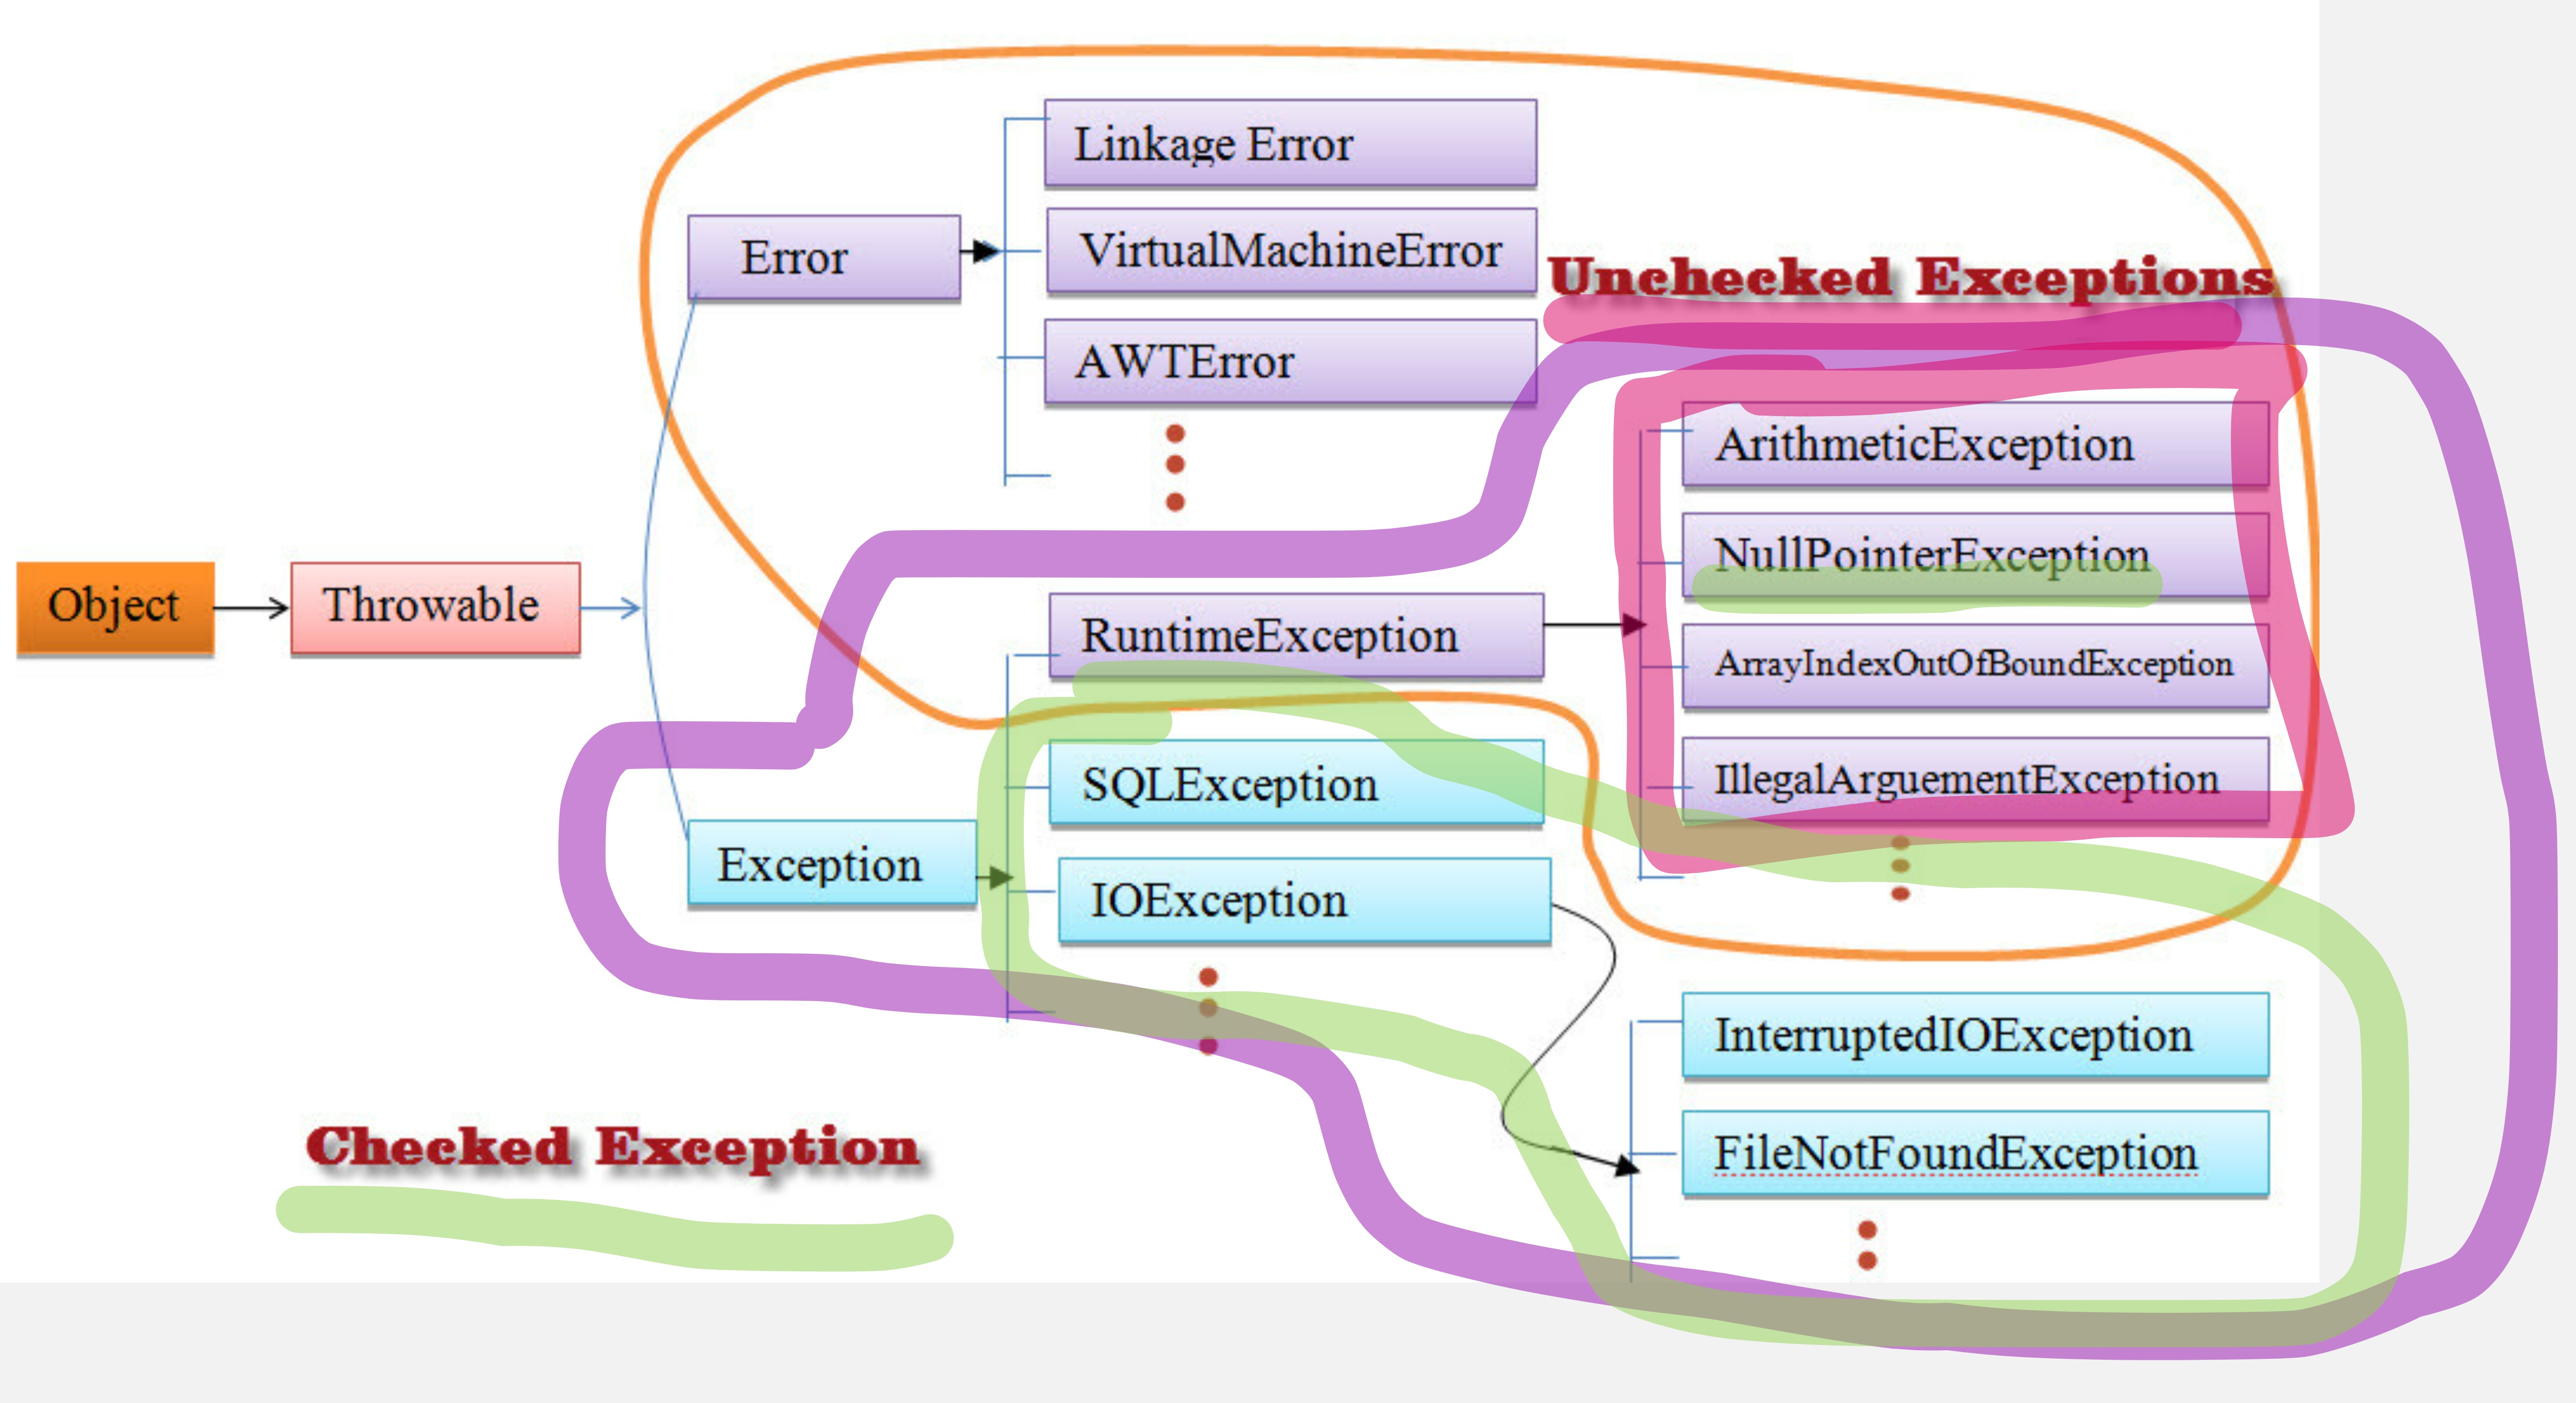 Linkage Error
Error
VirtualMachineError
Unchecked Exceptions
AWTError
ArithmeticException
NullPointerException
Object
Throwable
RuntimeException
ArrayIndexOutOfBoundException
SQLException
IllegalArguementException
Exception
IOException
InterruptedIOException
Checked Exception
FileNotFoundException